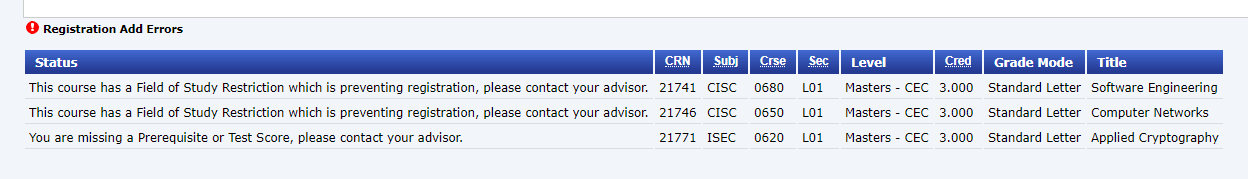 Registration Add Errors
Status CRN Subj Crse Sec Level Cred Grade Mode Title
This course has a Field of Study Restriction which is preventing registration, please contact your advisor. 21741 CISC 0680 L01 Masters - CEC 3.000 Standard Letter Software Engineering
This course has a Field of Study Restriction which is preventing registration, please contact your advisor. 21746 CISC 0650 L01 Masters - CEC 3.000 Standard Letter Computer Networks
You are missing a Prerequisite or Test Score, please contact your advisor. 21771 ISEC 0620 L01 Masters - CEC 3.000 Standard Letter Applied Cryptography